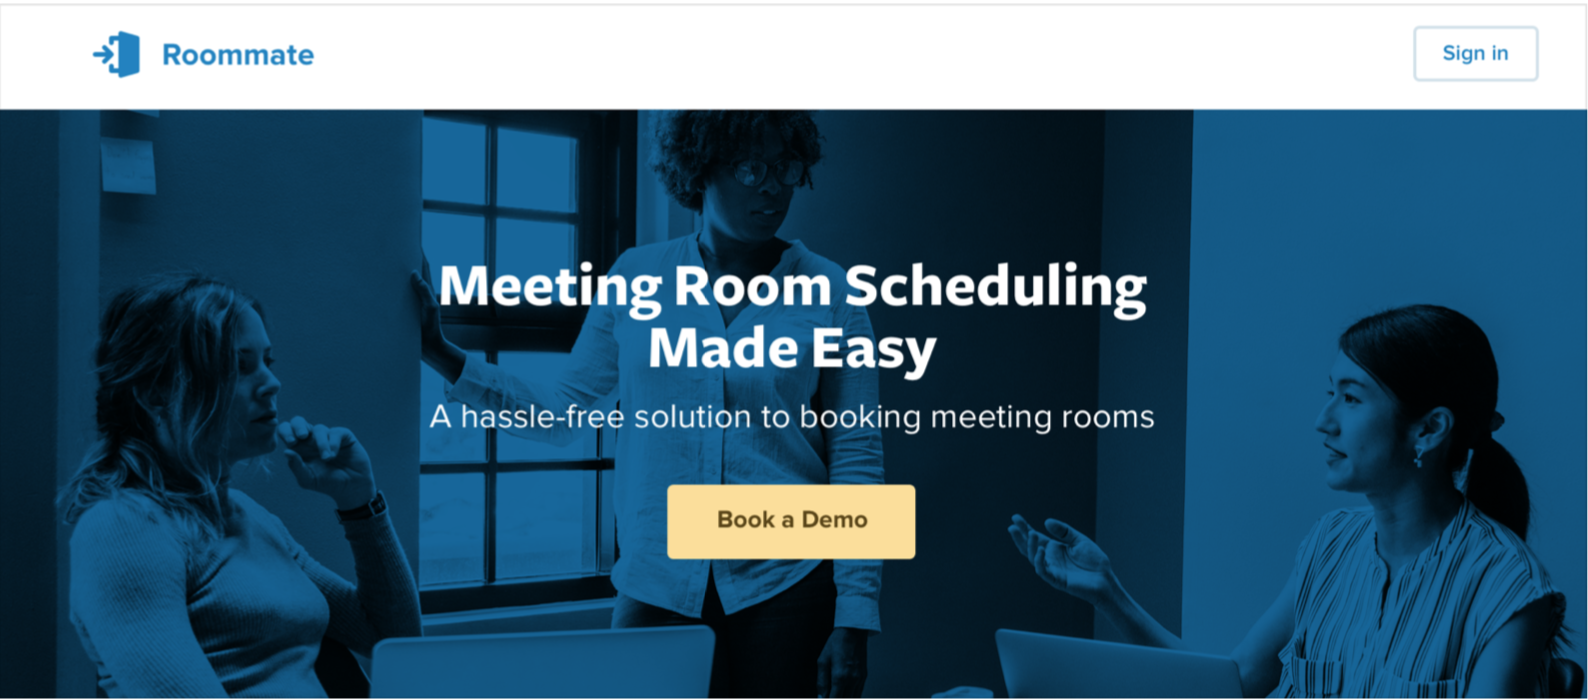 Roommate
Sign in
Meeting Room Scheduling
Made Easy
A hassle-free solution to booking meeting rooms
Book a Demo